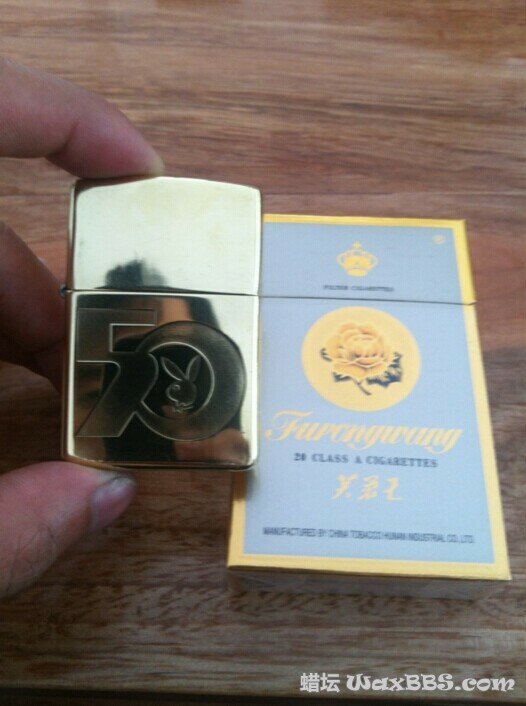 50
®
FILTER CIGARETTES
Furongwang
20 CLASS A CIGARETTES
芙蓉王
MANUFACTURED BY CHINA TOBACCO HUNAN INDUSTRIAL CO., LTD.
蜡坛 WaxBBS.com